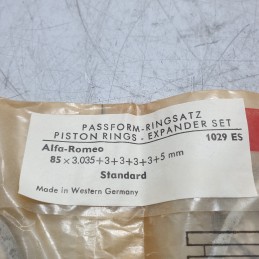 PASSFORM-RINGSATZ
PISTON RINGS - EXPANDER SET
1029 ES
Alfa-Romeo
85 × 3,035+3+3+3+3+5 mm
Standard
Made in Western Germany